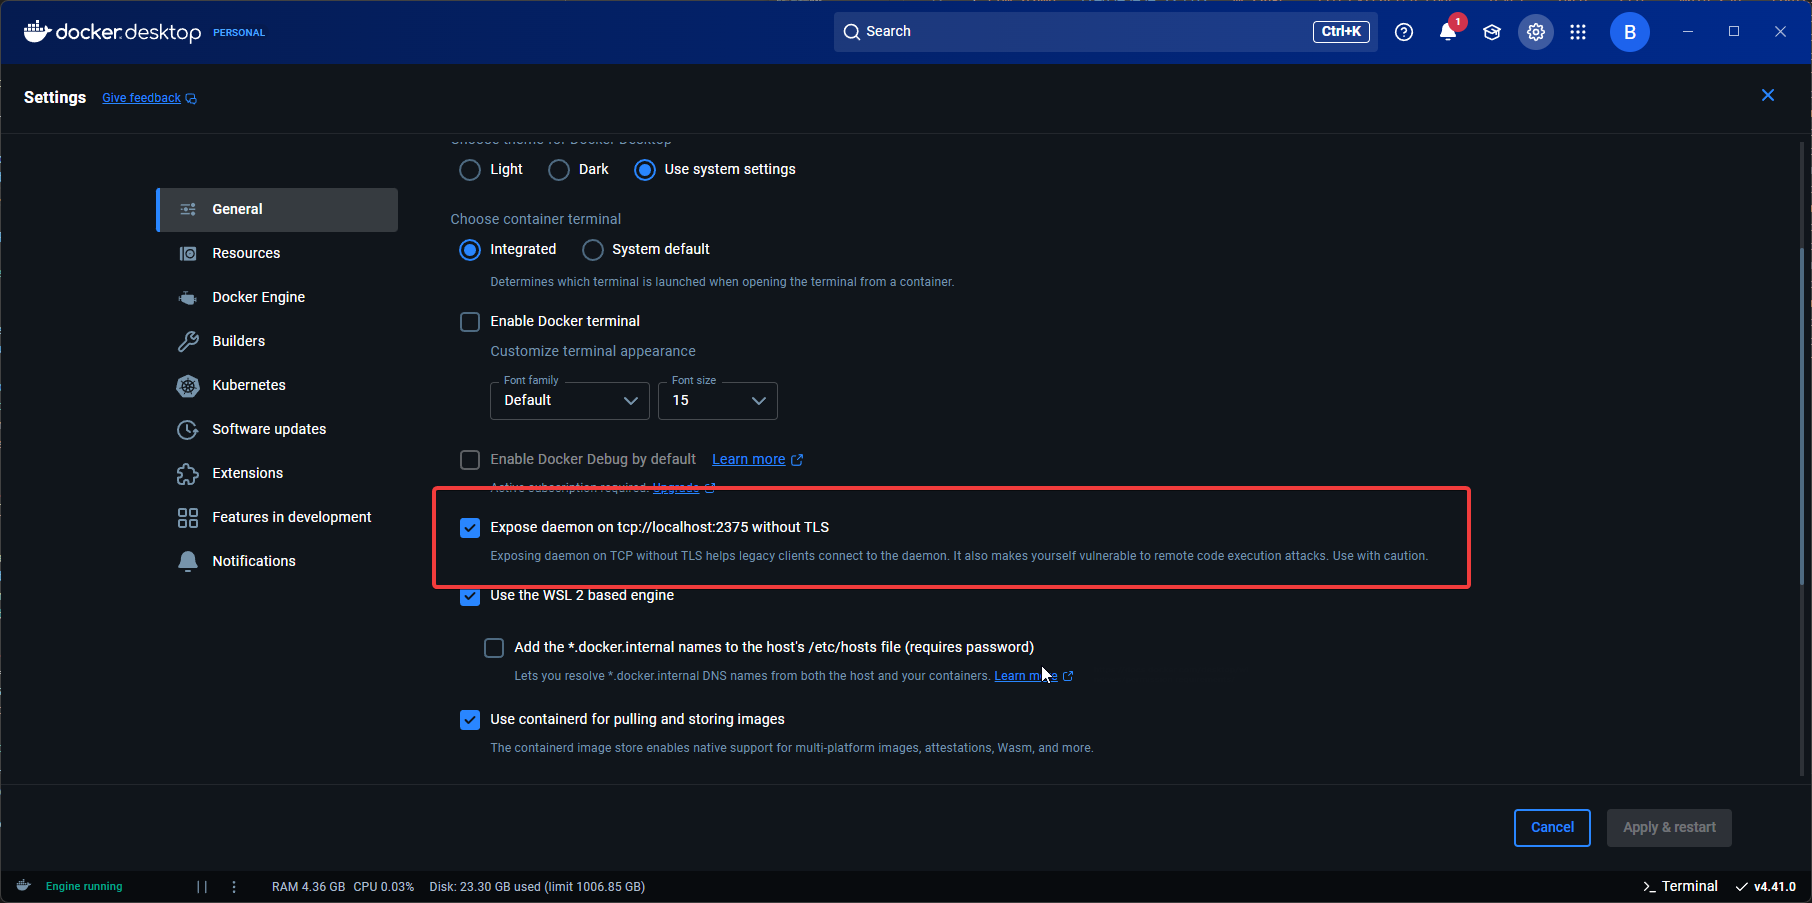 docker.desktop PERSONAL
Search Ctrl+K
1
B
Settings Give feedback
Choose theme for Docker Desktop
Light Dark Use system settings
General
Choose container terminal
Integrated System default
Resources
Determines which terminal is launched when opening the terminal from a container.
Docker Engine
Enable Docker terminal
Builders
Customize terminal appearance
Kubernetes
Font family Font size
Default 15
Software updates
Enable Docker Debug by default Learn more
Extensions
Active subscription required. Upgrade
Features in development
Expose daemon on tcp://localhost:2375 without TLS
Exposing daemon on TCP without TLS helps legacy clients connect to the daemon. It also makes yourself vulnerable to remote code execution attacks. Use with caution.
Notifications
Use the WSL 2 based engine
Add the *.docker.internal names to the host's /etc/hosts file (requires password)
Lets you resolve *.docker.internal DNS names from both the host and your containers. Learn more
Use containerd for pulling and storing images
The containerd image store enables native support for multi-platform images, attestations, Wasm, and more.
Cancel Apply & restart
Engine running RAM 4.36 GB CPU 0.03% Disk: 23.30 GB used (limit 1006.85 GB) >_ Terminal v4.41.0